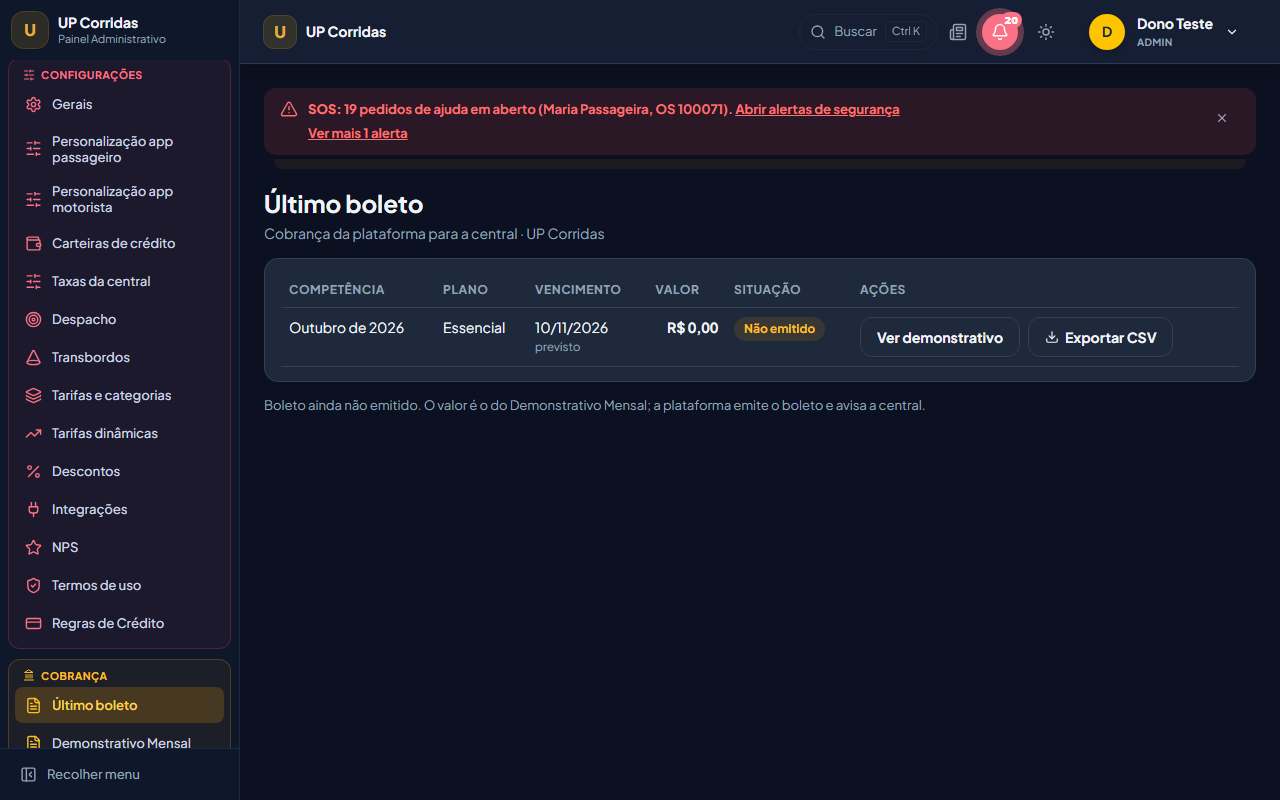 U
UP Corridas
Painel Administrativo
CONFIGURAÇÕES
Gerais
Personalização app
passageiro
Personalização app
motorista
Carteiras de crédito
Taxas da central
Despacho
Transbordos
Tarifas e categorias
Tarifas dinâmicas
Descontos
Integrações
NPS
Termos de uso
Regras de Crédito
COBRANÇA
Último boleto
Demonstrativo Mensal
Recolher menu
U UP Corridas
Buscar Ctrl K
20
D
Dono Teste
ADMIN
SOS: 19 pedidos de ajuda em aberto (Maria Passageira, OS 100071). Abrir alertas de segurança
Ver mais 1 alerta
Último boleto
Cobrança da plataforma para a central · UP Corridas
COMPETÊNCIA PLANO VENCIMENTO VALOR SITUAÇÃO AÇÕES
Outubro de 2026 Essencial 10/11/2026 R$ 0,00 Não emitido Ver demonstrativo Exportar CSV
previsto
Boleto ainda não emitido. O valor é o do Demonstrativo Mensal; a plataforma emite o boleto e avisa a central.